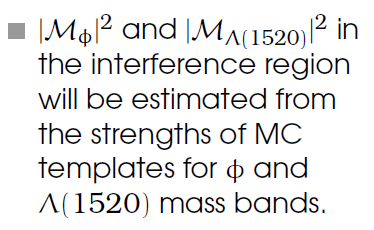 |ℳ_ϕ|² and |ℳ_Λ(1520)|² in
the interference region
will be estimated from
the strengths of MC
templates for ϕ and
Λ(1520) mass bands.